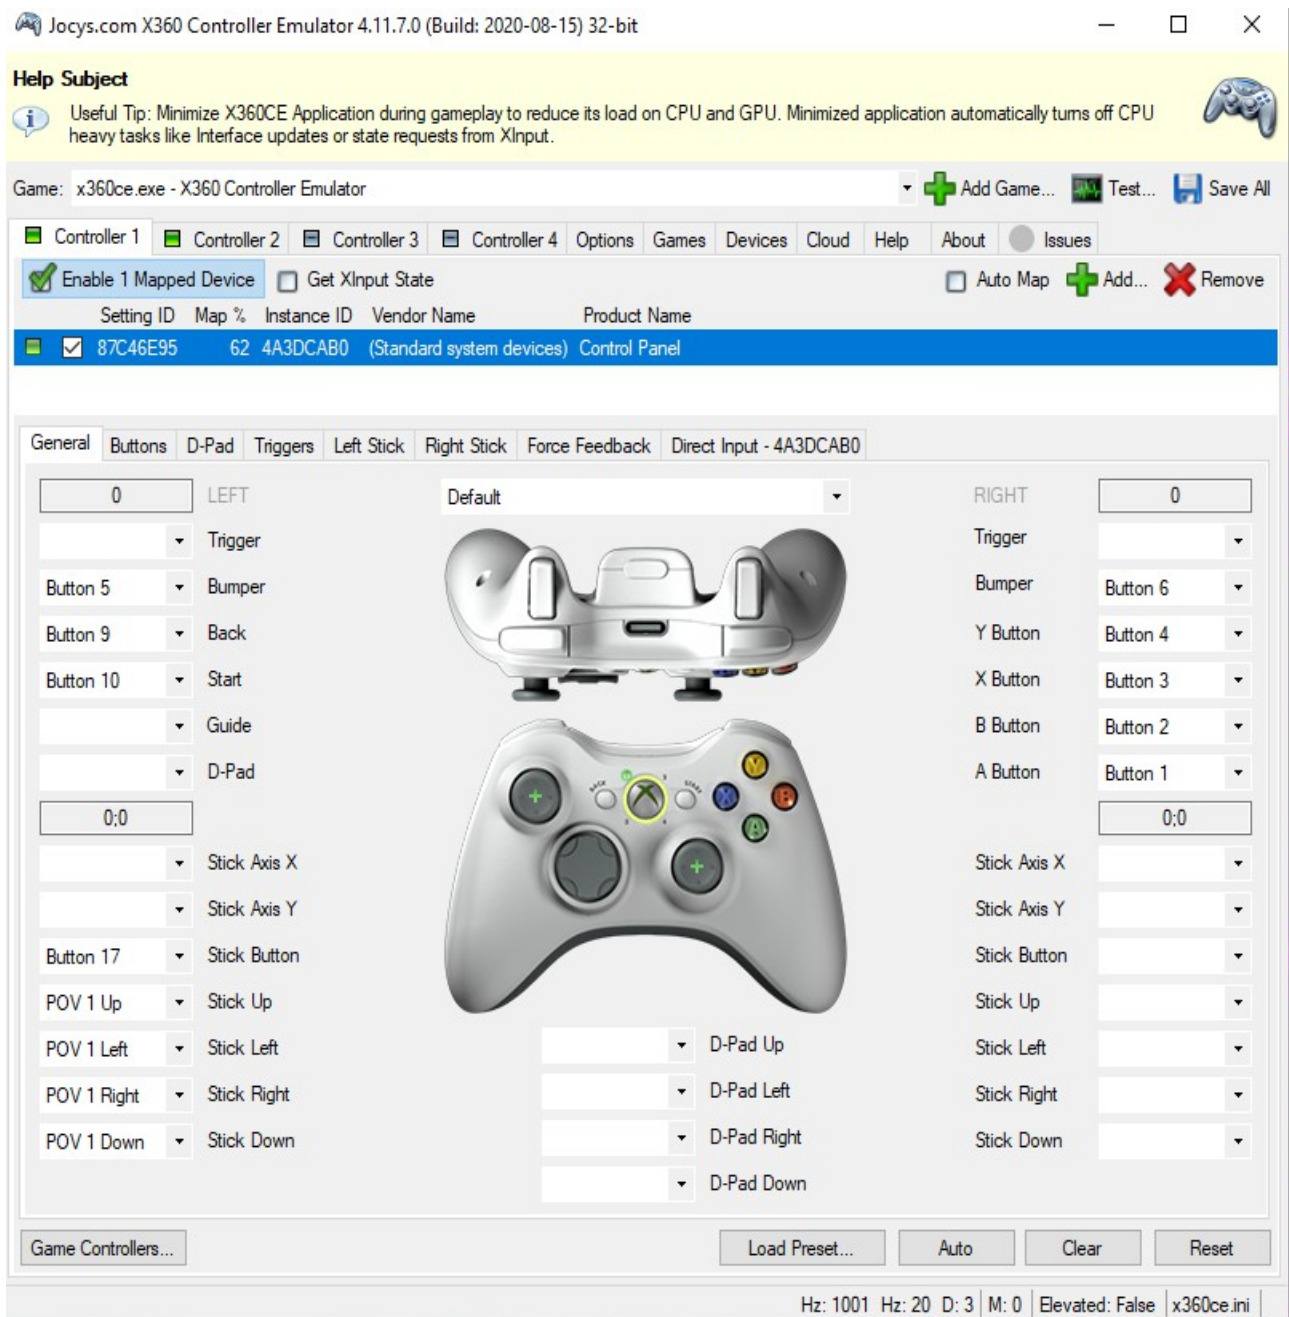 Jocys.com X360 Controller Emulator 4.11.7.0 (Build: 2020-08-15) 32-bit
Help Subject
Useful Tip: Minimize X360CE Application during gameplay to reduce its load on CPU and GPU. Minimized application automatically turns off CPU
heavy tasks like Interface updates or state requests from XInput.
Game: x360ce.exe - X360 Controller Emulator Add Game... Test... Save All
Controller 1 Controller 2 Controller 3 Controller 4 Options Games Devices Cloud Help About Issues
Enable 1 Mapped Device Get XInput State Auto Map Add... Remove
Setting ID Map % Instance ID Vendor Name Product Name
87C46E95 62 4A3DCAB0 (Standard system devices) Control Panel
General Buttons D-Pad Triggers Left Stick Right Stick Force Feedback Direct Input - 4A3DCAB0
0 LEFT Default RIGHT 0
Trigger Trigger
Button 5 Bumper Bumper Button 6
Button 9 Back Y Button Button 4
Button 10 Start X Button Button 3
Guide B Button Button 2
D-Pad A Button Button 1
Y
BACK START
X B
A
0;0 0;0
Stick Axis X Stick Axis X
Stick Axis Y Stick Axis Y
Button 17 Stick Button Stick Button
POV 1 Up Stick Up Stick Up
POV 1 Left Stick Left D-Pad Up Stick Left
POV 1 Right Stick Right D-Pad Left Stick Right
POV 1 Down Stick Down D-Pad Right Stick Down
D-Pad Down
Game Controllers... Load Preset... Auto Clear Reset
Hz: 1001 Hz: 20 D: 3 M: 0 Elevated: False x360ce.ini